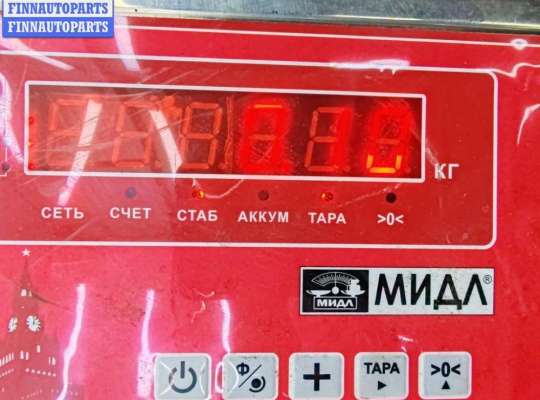 FINNAUTOPARTS
FINNAUTOPARTS
КГ
СЕТЬ СЧЕТ СТАБ АККУМ ТАРА >0<
МИДЛ МИДЛ®
Ф ТАРА >0<